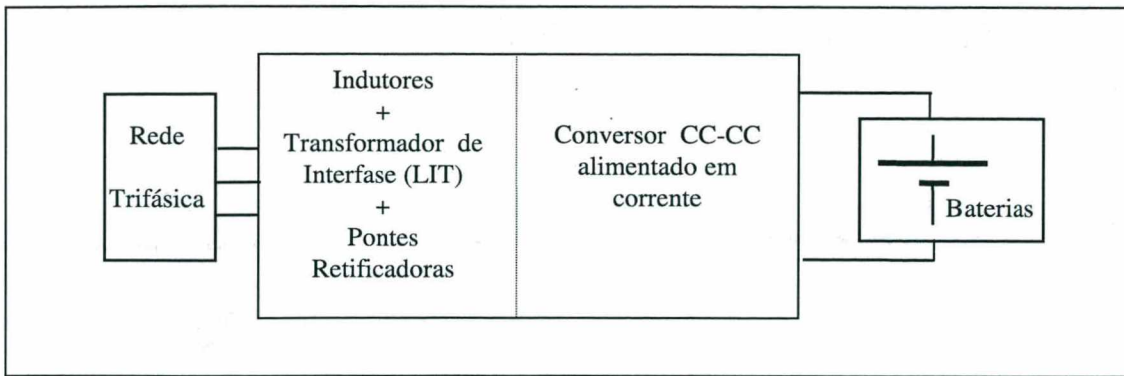 Rede
Trifásica
Indutores
+
Transformador de
Interfase (LIT)
+
Pontes
Retificadoras
Conversor CC-CC
alimentado em
corrente
Baterias